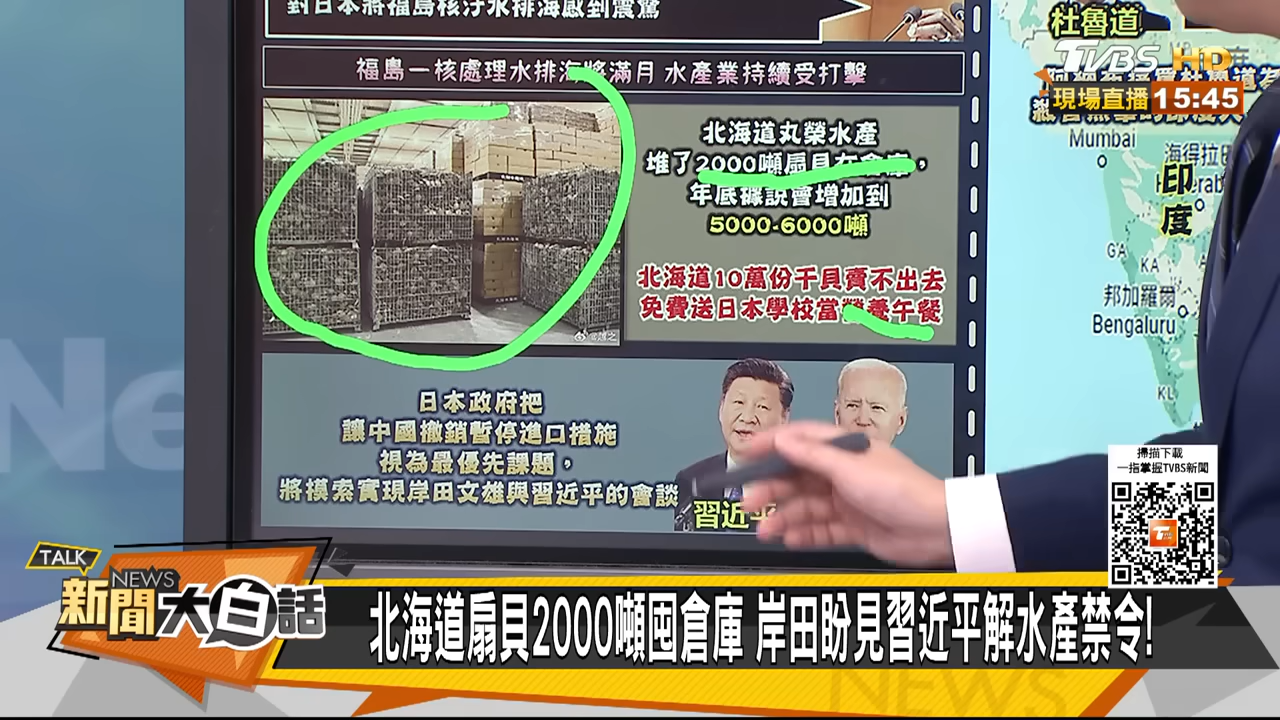 對日本將福島核汙水排海感到震驚
福島一核處理水排海將滿月 水產業持續受打擊
北海道丸榮水產
堆了2000噸扇貝在倉庫，
年底據說會增加到
5000-6000噸
北海道10萬份干貝賣不出去
免費送日本學校當營養午餐
日本政府把
讓中國撤銷暫停進口措施
視為最優先課題，
將摸索實現岸田文雄與習近平的會談
習近平
杜魯道
TVBS HD
現場直播 15:45
Mumbai
海得拉
印度
GA
KA
邦加羅爾
Bengaluru
KL
掃描下載
一指掌握TVBS新聞
TALK
NEWS
新聞大白話
北海道扇貝2000噸囤倉庫 岸田盼見習近平解水產禁令!
NEWS